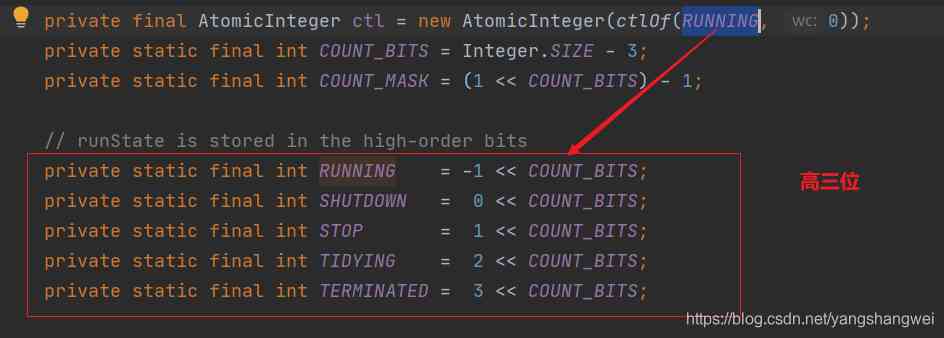 private final AtomicInteger ctl = new AtomicInteger(ctlOf(RUNNING, wc: 0));
private static final int COUNT_BITS = Integer.SIZE - 3;
private static final int COUNT_MASK = (1 << COUNT_BITS) - 1;
// runState is stored in the high-order bits
private static final int RUNNING = -1 << COUNT_BITS;
高三位
private static final int SHUTDOWN = 0 << COUNT_BITS;
private static final int STOP = 1 << COUNT_BITS;
private static final int TIDYING = 2 << COUNT_BITS;
private static final int TERMINATED = 3 << COUNT_BITS;
https://blog.csdn.net/yangshangwei